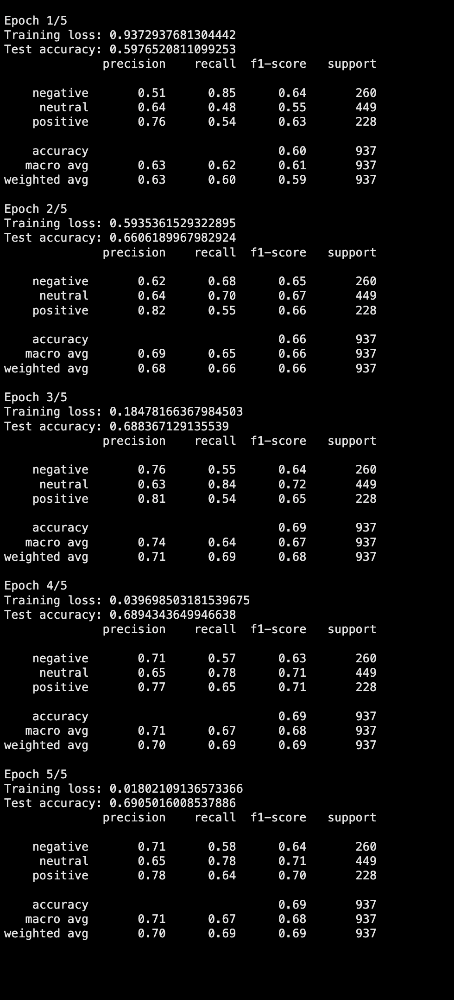 Epoch 1/5
Training loss: 0.9372937681304442
Test accuracy: 0.5976520811099253
              precision    recall  f1-score   support

    negative       0.51      0.85      0.64       260
     neutral       0.64      0.48      0.55       449
    positive       0.76      0.54      0.63       228

    accuracy                           0.60       937
   macro avg       0.63      0.62      0.61       937
weighted avg       0.63      0.60      0.59       937

Epoch 2/5
Training loss: 0.5935361529322895
Test accuracy: 0.6606189967982924
              precision    recall  f1-score   support

    negative       0.62      0.68      0.65       260
     neutral       0.64      0.70      0.67       449
    positive       0.82      0.55      0.66       228

    accuracy                           0.66       937
   macro avg       0.69      0.65      0.66       937
weighted avg       0.68      0.66      0.66       937

Epoch 3/5
Training loss: 0.18478166367984503
Test accuracy: 0.688367129135539
              precision    recall  f1-score   support

    negative       0.76      0.55      0.64       260
     neutral       0.63      0.84      0.72       449
    positive       0.81      0.54      0.65       228

    accuracy                           0.69       937
   macro avg       0.74      0.64      0.67       937
weighted avg       0.71      0.69      0.68       937

Epoch 4/5
Training loss: 0.039698503181539675
Test accuracy: 0.6894343649946638
              precision    recall  f1-score   support

    negative       0.71      0.57      0.63       260
     neutral       0.65      0.78      0.71       449
    positive       0.77      0.65      0.71       228

    accuracy                           0.69       937
   macro avg       0.71      0.67      0.68       937
weighted avg       0.70      0.69      0.69       937

Epoch 5/5
Training loss: 0.01802109136573366
Test accuracy: 0.6905016008537886
              precision    recall  f1-score   support

    negative       0.71      0.58      0.64       260
     neutral       0.65      0.78      0.71       449
    positive       0.78      0.64      0.70       228

    accuracy                           0.69       937
   macro avg       0.71      0.67      0.68       937
weighted avg       0.70      0.69      0.69       937